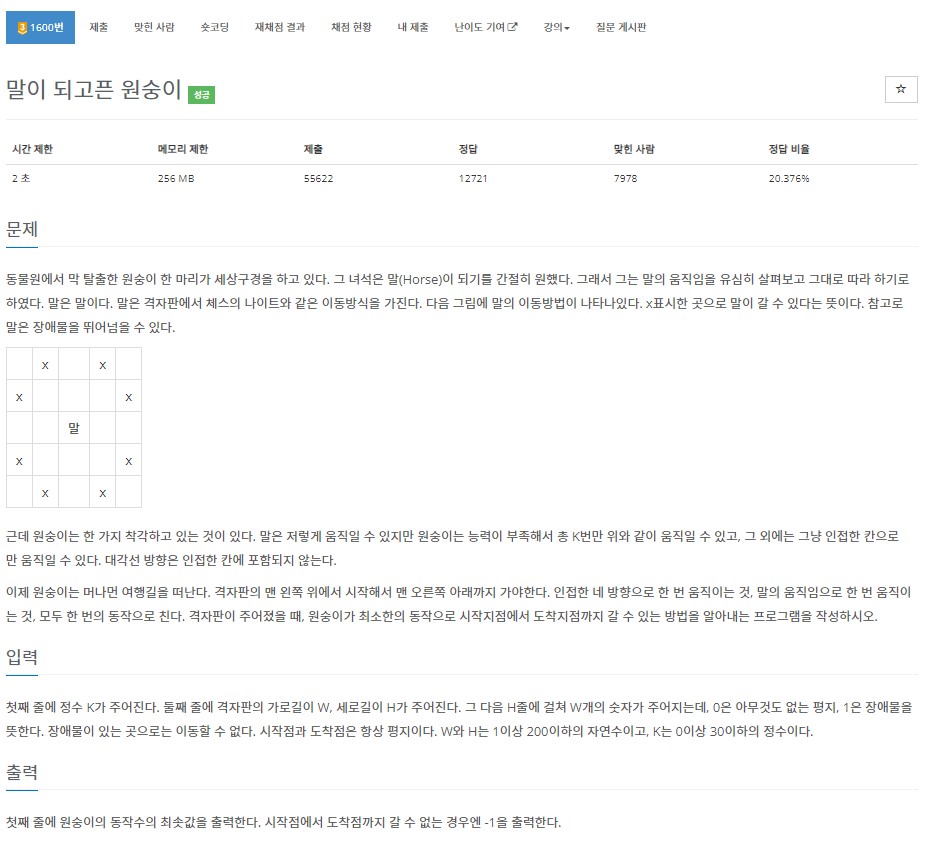 3 1600번 제출 맞힌 사람 숏코딩 재채점 결과 채점 현황 내 제출 난이도 기여 강의 질문 게시판
말이 되고픈 원숭이 성공
시간 제한 메모리 제한 제출 정답 맞힌 사람 정답 비율
2 초 256 MB 55622 12721 7978 20.376%
문제
동물원에서 막 탈출한 원숭이 한 마리가 세상구경을 하고 있다. 그 녀석은 말(Horse)이 되기를 간절히 원했다. 그래서 그는 말의 움직임을 유심히 살펴보고 그대로 따라 하기로
하였다. 말은 말이다. 말은 격자판에서 체스의 나이트와 같은 이동방식을 가진다. 다음 그림에 말의 이동방법이 나타나있다. x표시한 곳으로 말이 갈 수 있다는 뜻이다. 참고로
말은 장애물을 뛰어넘을 수 있다.
x x
x x
말
x x
x x
근데 원숭이는 한 가지 착각하고 있는 것이 있다. 말은 저렇게 움직일 수 있지만 원숭이는 능력이 부족해서 총 K번만 위와 같이 움직일 수 있고, 그 외에는 그냥 인접한 칸으로
만 움직일 수 있다. 대각선 방향은 인접한 칸에 포함되지 않는다.
이제 원숭이는 머나먼 여행길을 떠난다. 격자판의 맨 왼쪽 위에서 시작해서 맨 오른쪽 아래까지 가야한다. 인접한 네 방향으로 한 번 움직이는 것, 말의 움직임으로 한 번 움직이
는 것, 모두 한 번의 동작으로 친다. 격자판이 주어졌을 때, 원숭이가 최소한의 동작으로 시작지점에서 도착지점까지 갈 수 있는 방법을 알아내는 프로그램을 작성하시오.
입력
첫째 줄에 정수 K가 주어진다. 둘째 줄에 격자판의 가로길이 W, 세로길이 H가 주어진다. 그 다음 H줄에 걸쳐 W개의 숫자가 주어지는데, 0은 아무것도 없는 평지, 1은 장애물을
뜻한다. 장애물이 있는 곳으로는 이동할 수 없다. 시작점과 도착점은 항상 평지이다. W와 H는 1이상 200이하의 자연수이고, K는 0이상 30이하의 정수이다.
출력
첫째 줄에 원숭이의 동작수의 최솟값을 출력한다. 시작점에서 도착점까지 갈 수 없는 경우엔 -1을 출력한다.